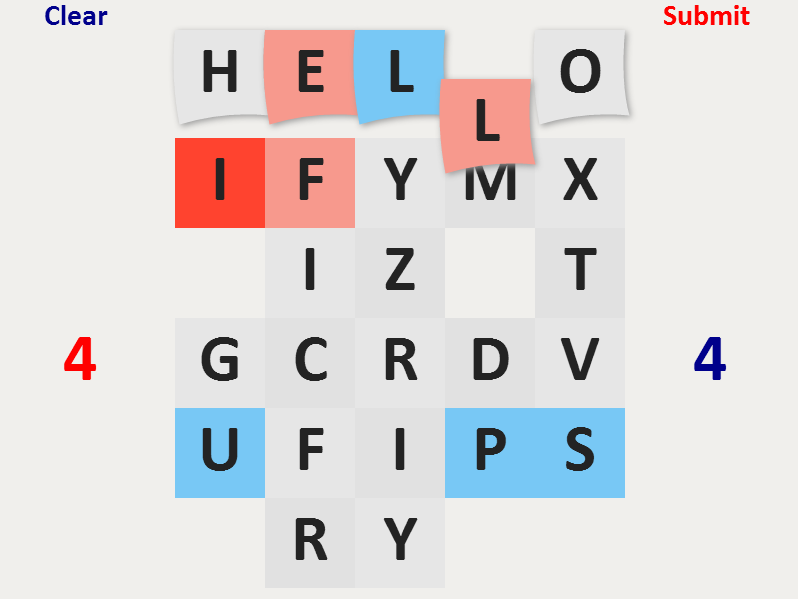 Clear Submit
H E L L O
I F Y M X
I Z T
4 G C R D V 4
U F I P S
R Y